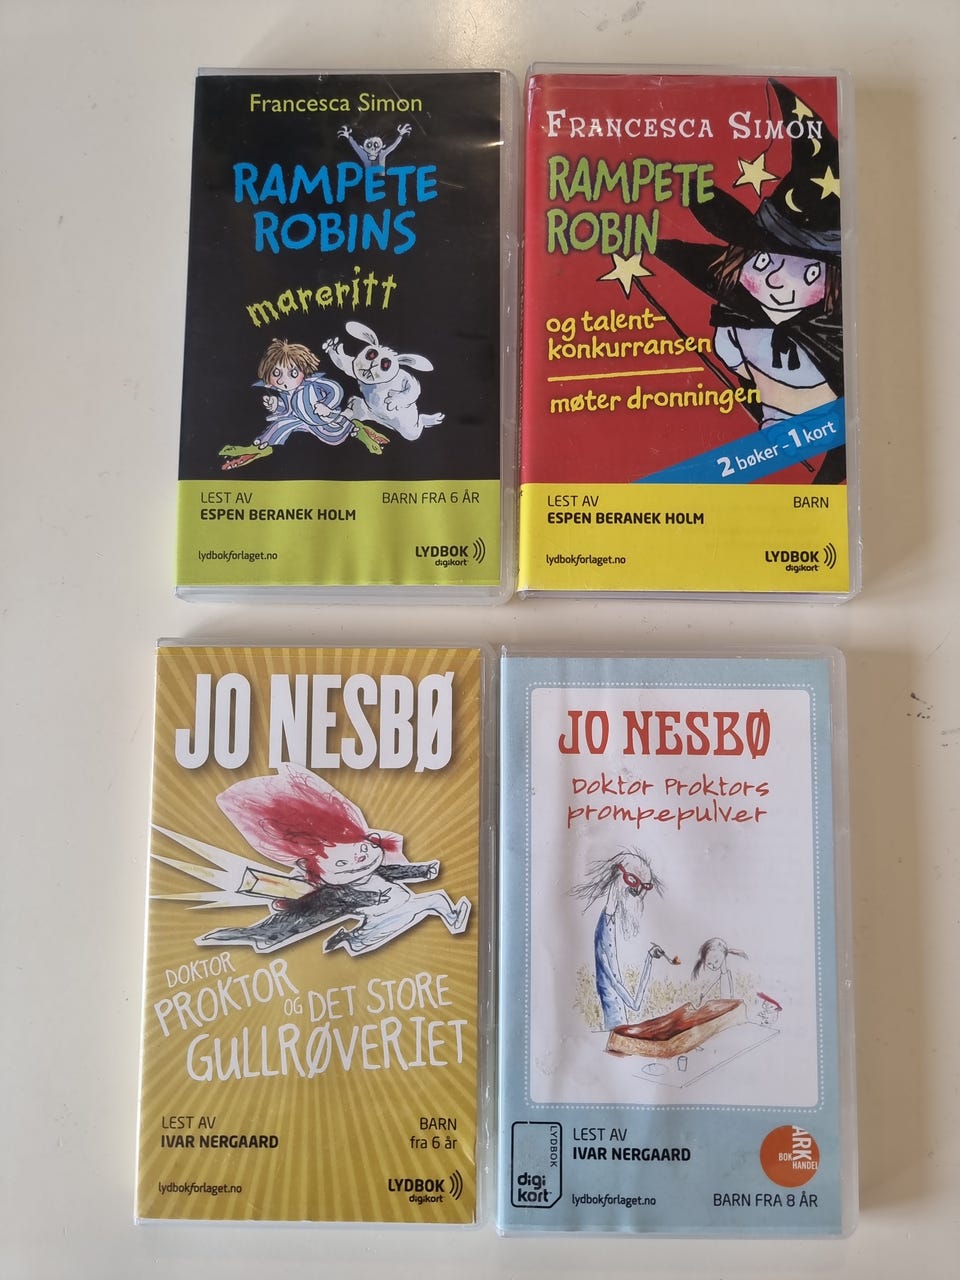 Francesca Simon
RAMPETE
ROBINS
mareritt
LEST AV
ESPEN BERANEK HOLM
BARN FRA 6 ÅR
lydbokforlaget.no
LYDBOK
digikort
FRANCESCA SIMON
RAMPETE
ROBIN
og talent-
konkurransen
møter dronningen
2 bøker - 1 kort
LEST AV
ESPEN BERANEK HOLM
BARN
lydbokforlaget.no
LYDBOK
digikort
JO NESBØ
DOKTOR
PROKTOR
OG DET STORE
GULLRØVERIET
LEST AV
IVAR NERGAARD
BARN
fra 6 år
lydbokforlaget.no
LYDBOK
digikort
JO NESBØ
Doktor Proktors
prompepulver
LYDBOK
digi
kort
LEST AV
IVAR NERGAARD
lydbokforlaget.no
ARK
BOK
HANDEL
BARN FRA 8 ÅR